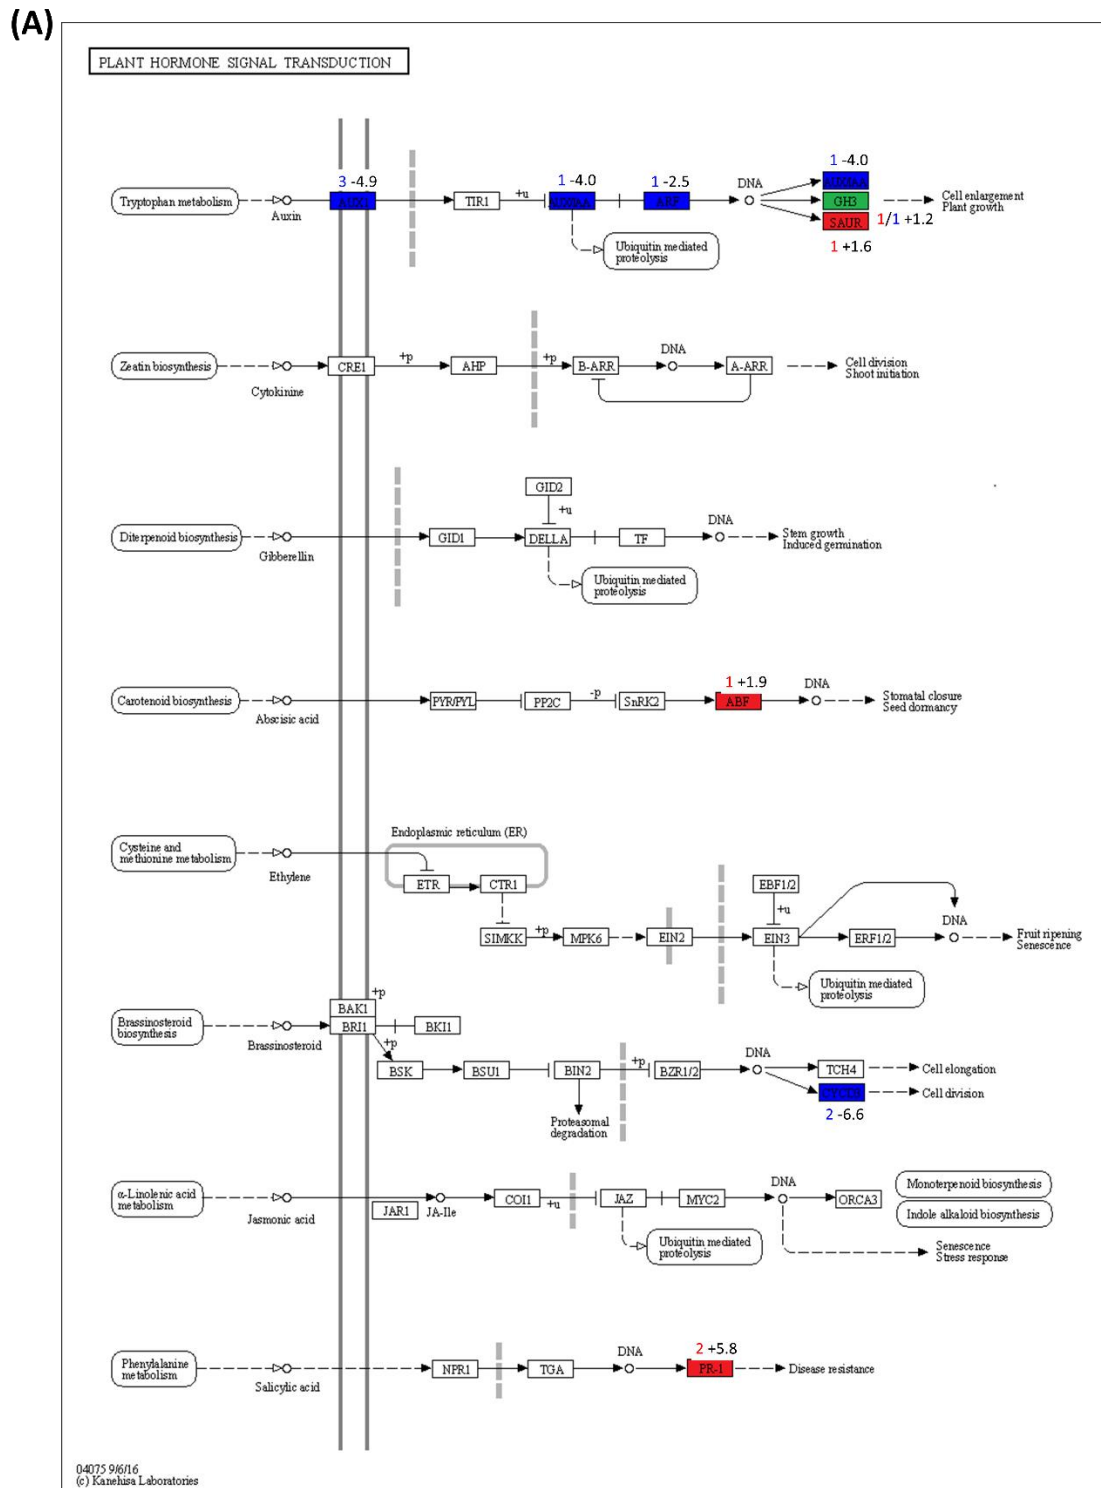 (A)
PLANT HORMONE SIGNAL TRANSDUCTION
3 -4.9
1 -4.0
1 -2.5
1 -4.0
Tryptophan metabolism
Auxin
AUX1
TIR1
+u
AUX/IAA
ARF
DNA
AUX/IAA
GH3
SAUR
1/1 +1.2
1 +1.6
Cell enlargement
Plant growth
Ubiquitin mediated
proteolysis
Zeatin biosynthesis
Cytokinine
CRE1
+p
AHP
+p
B-ARR
DNA
A-ARR
Cell division
Shoot initiation
Diterpenoid biosynthesis
Gibberellin
GID1
GID2
+u
DELLA
TF
DNA
Stem growth
Induced germination
Ubiquitin mediated
proteolysis
Carotenoid biosynthesis
Abscisic acid
PYR/PYL
PP2C
-p
SnRK2
1 +1.9
ABF
DNA
Stomatal closure
Seed dormancy
Cysteine and
methionine metabolism
Ethylene
Endoplasmic reticulum (ER)
ETR
CTR1
SIMKK
+p
MPK6
EIN2
EBF1/2
+u
EIN3
ERF1/2
DNA
Fruit ripening
Senescence
Ubiquitin mediated
proteolysis
Brassinosteroid
biosynthesis
Brassinosteroid
BAK1
+p
BRI1
BKI1
+p
BSK
BSU1
BIN2
+p
BZR1/2
DNA
TCH4
Cell elongation
CYCD3
Cell division
2 -6.6
Proteasomal
degradation
α-Linolenic acid
metabolism
Jasmonic acid
JAR1
JA-Ile
COI1
+u
JAZ
MYC2
DNA
ORCA3
Monoterpenoid biosynthesis
Indole alkaloid biosynthesis
Ubiquitin mediated
proteolysis
Senescence
Stress response
Phenylalanine
metabolism
Salicylic acid
NPR1
TGA
DNA
2 +5.8
PR-1
Disease resistance
04075 9/6/16
(c) Kanehisa Laboratories